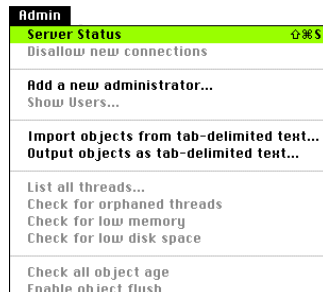 Admin
Server Status ⇧⌘S
Disallow new connections
Add a new administrator...
Show Users...
Import objects from tab-delimited text...
Output objects as tab-delimited text...
List all threads...
Check for orphaned threads
Check for low memory
Check for low disk space
Check all object age
Enable object flush